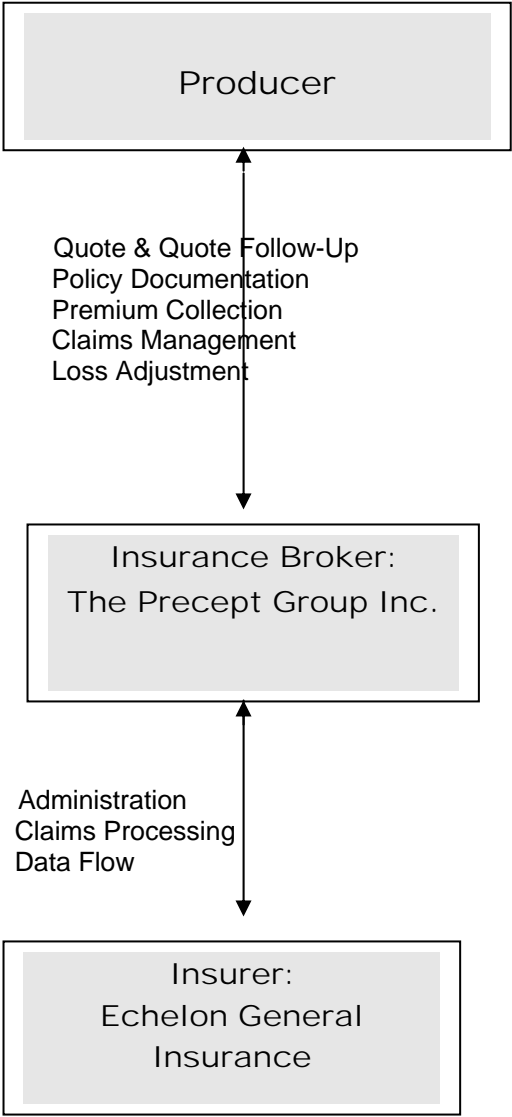 Producer
Quote & Quote Follow-Up
Policy Documentation
Premium Collection
Claims Management
Loss Adjustment
Insurance Broker:
The Precept Group Inc.
Administration
Claims Processing
Data Flow
Insurer:
Echelon General
Insurance